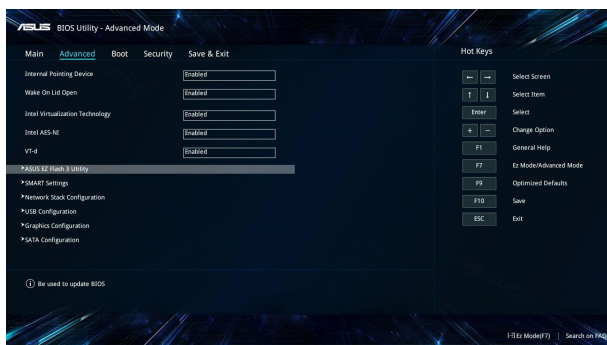 ASUS BIOS Utility - Advanced Mode
Main Advanced Boot Security Save & Exit
Internal Pointing Device Enabled
Wake On Lid Open Enabled
Intel Virtualization Technology Enabled
Intel AES-NI Enabled
VT-d Enabled
ASUS EZ Flash 3 Utility
SMART Settings
Network Stack Configuration
USB Configuration
Graphics Configuration
SATA Configuration
Be used to update BIOS
Hot Keys
← → Select Screen
↑ ↓ Select Item
Enter Select
+ − Change Option
F1 General Help
F7 Ez Mode/Advanced Mode
F9 Optimized Defaults
F10 Save
ESC Exit
Ez Mode(F7) | Search on FAQ